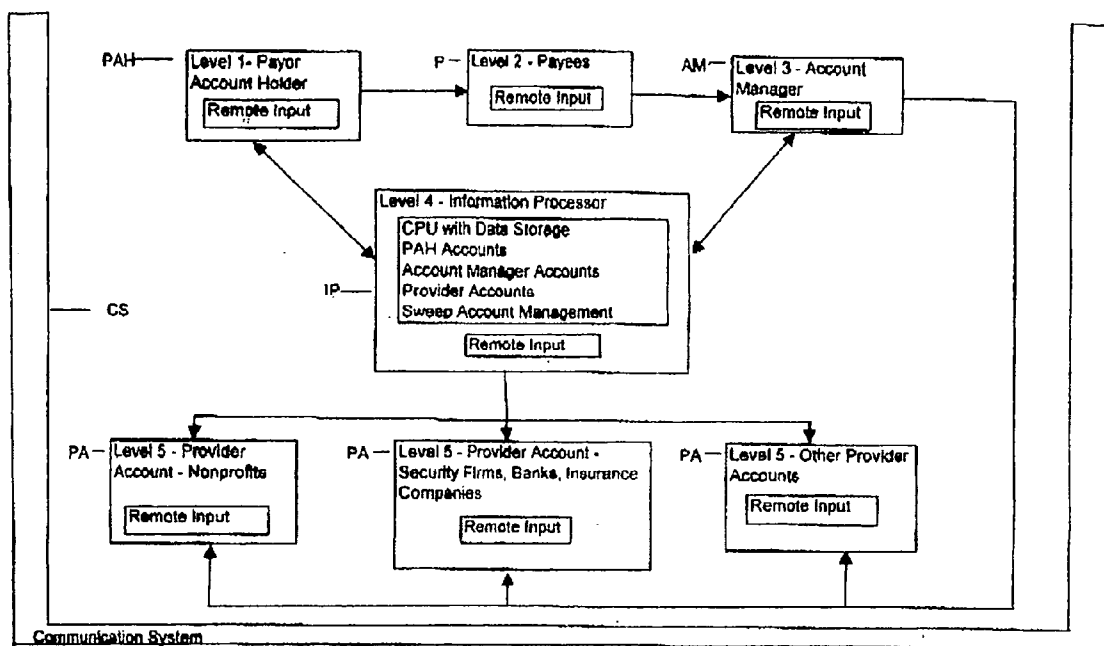 PAH
Level 1- Payor
Account Holder
Remote Input
P
Level 2 - Payees
Remote Input
AM
Level 3 - Account
Manager
Remote Input
Level 4 - Information Processor
CPU with Data Storage
PAH Accounts
Account Manager Accounts
Provider Accounts
Sweep Account Management
Remote Input
IP
CS
PA
Level 5 - Provider
Account - Nonprofits
Remote Input
PA
Level 5 - Provider Account -
Security Firms, Banks, Insurance
Companies
Remote Input
PA
Level 5 - Other Provider
Accounts
Remote Input
Communication System